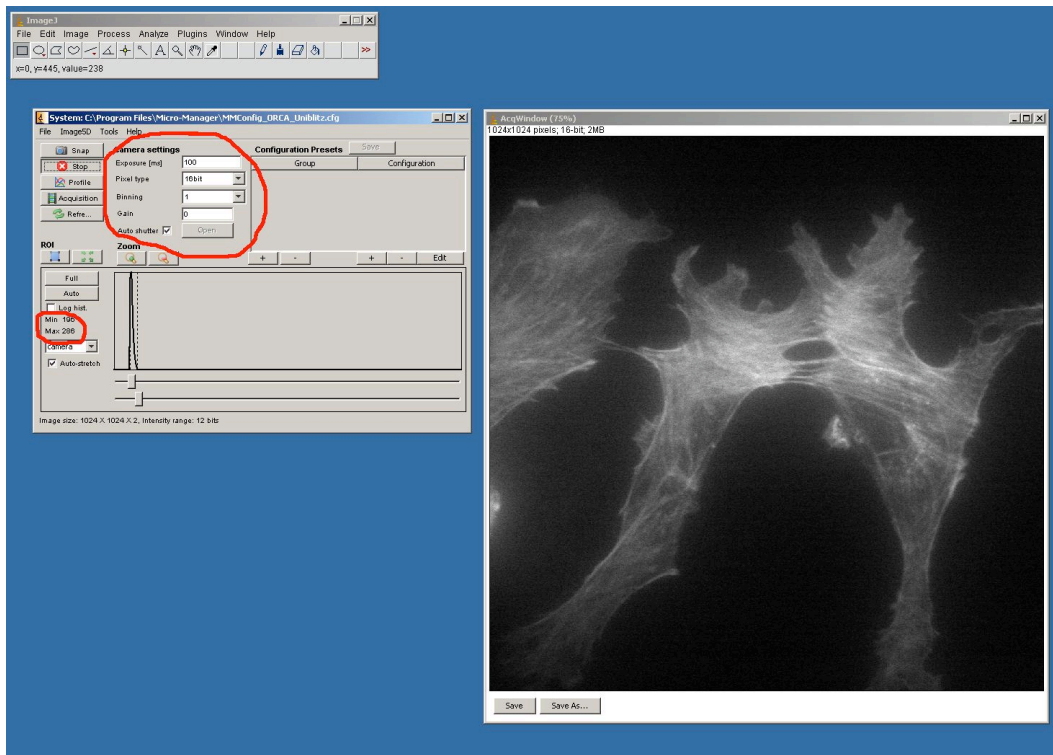 ImageJ
File Edit Image Process Analyze Plugins Window Help
>>
x=0, y=445, value=238
System: C:\Program Files\Micro-Manager\MMConfig_ORCA_Uniblitz.cfg
File Image5D Tools Help
Snap
Stop
Profile
Acquisition
Refre...
Camera settings
Exposure [ms] 100
Pixel type 16bit
Binning 1
Gain 0
Auto shutter Open
Configuration Presets Save
Group Configuration
ROI
Zoom
+ - + - Edit
Full
Auto
Log hist.
Min 196
Max 286
camera
Auto-stretch
Image size: 1024 X 1024 X 2, Intensity range: 12 bits
AcqWindow (75%)
1024x1024 pixels; 16-bit; 2MB
Save Save As...